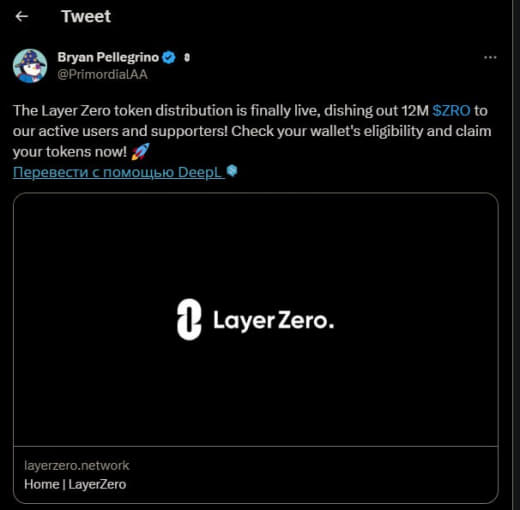 Tweet
Bryan Pellegrino
@PrimordialAA
The Layer Zero token distribution is finally live, dishing out 12M $ZRO to
our active users and supporters! Check your wallet's eligibility and claim
your tokens now! 🚀
Перевести с помощью DeepL
LayerZero.
layerzero.network
Home | LayerZero